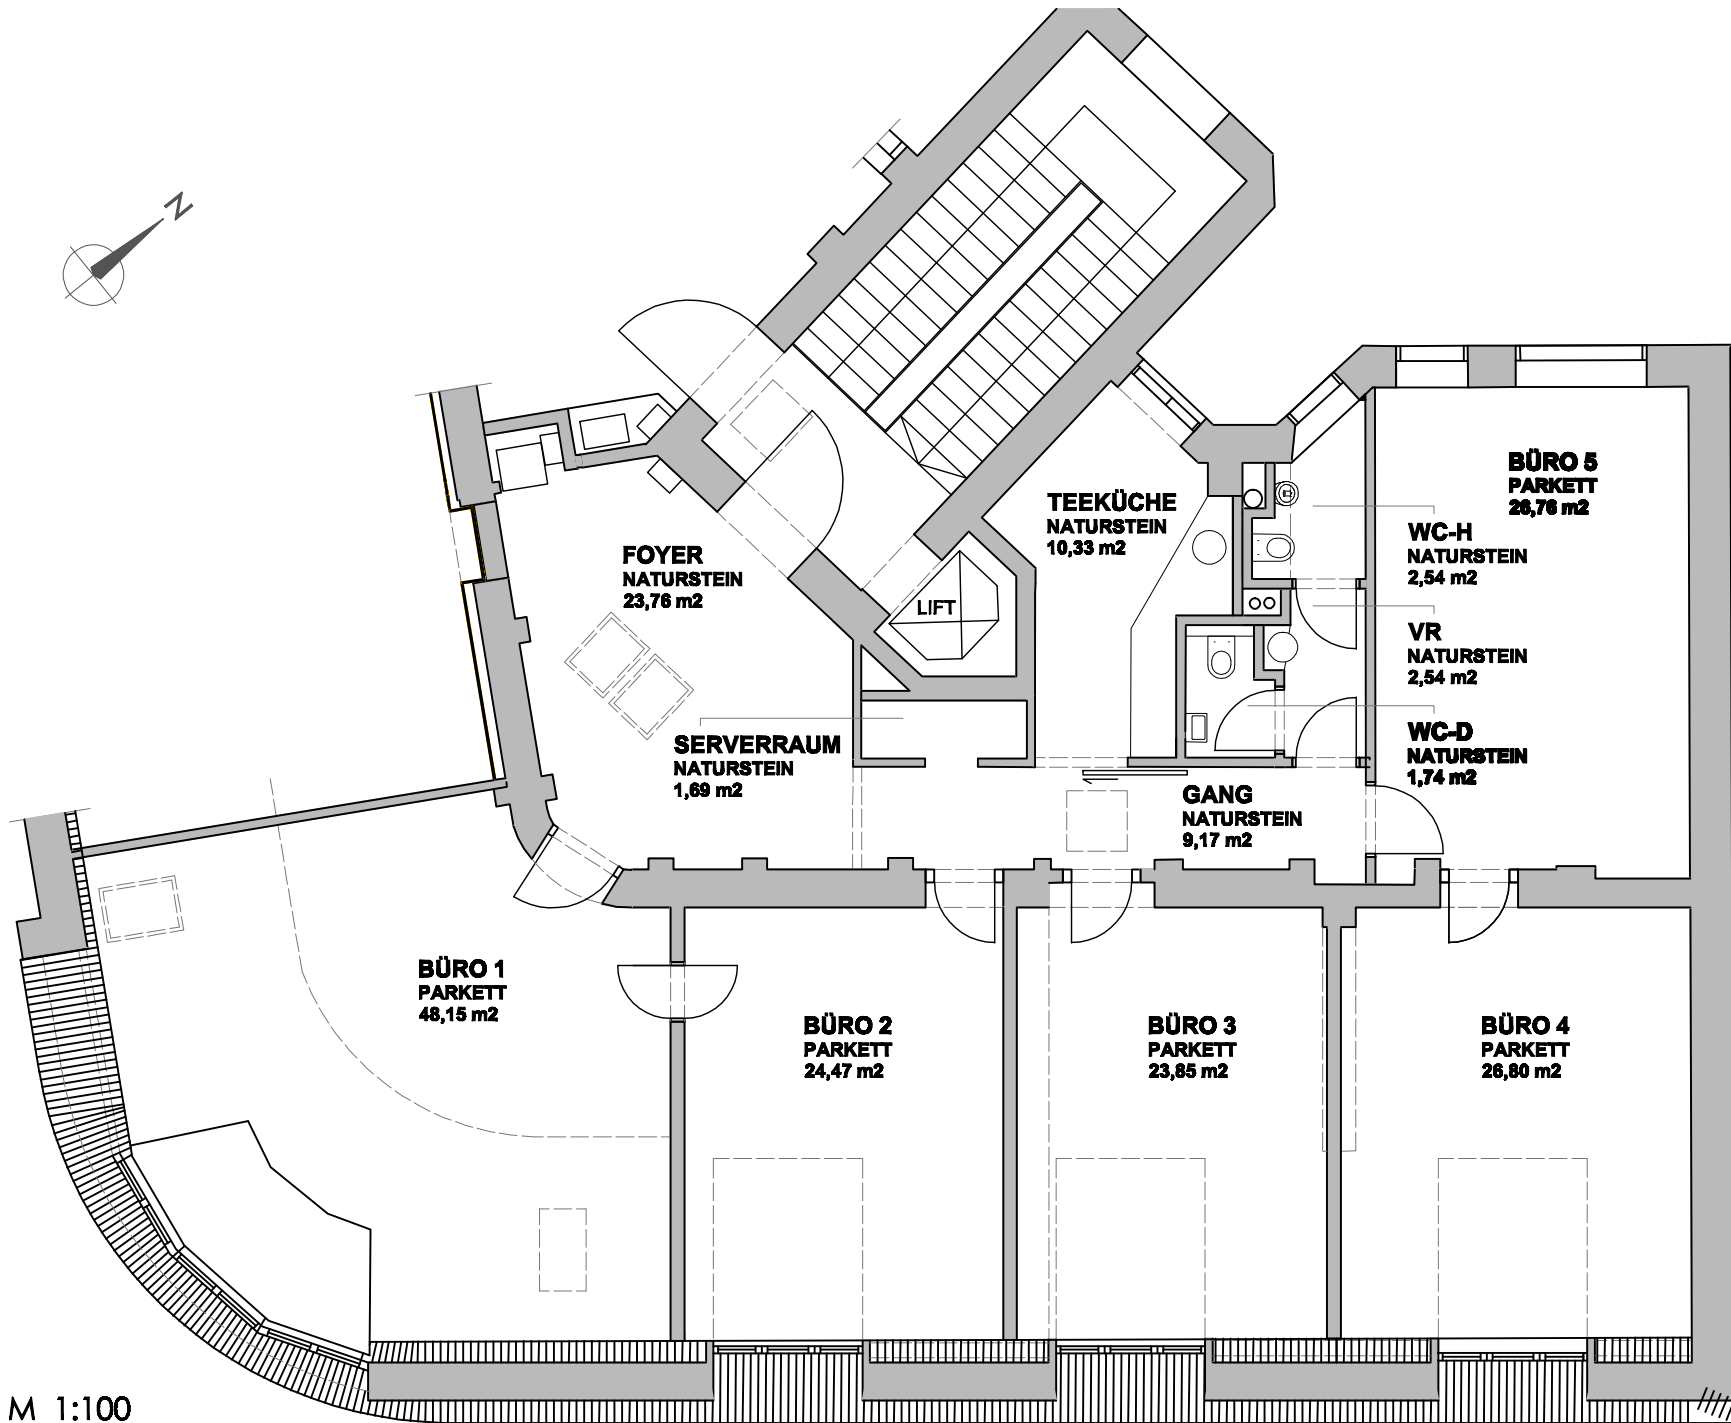 N
BÜRO 5
PARKETT
26,76 m2
TEEKÜCHE
NATURSTEIN
10,33 m2
WC-H
NATURSTEIN
2,54 m2
FOYER
NATURSTEIN
23,76 m2
LIFT
VR
NATURSTEIN
2,54 m2
WC-D
NATURSTEIN
1,74 m2
SERVERRAUM
NATURSTEIN
1,69 m2
GANG
NATURSTEIN
9,17 m2
BÜRO 1
PARKETT
48,15 m2
BÜRO 2
PARKETT
24,47 m2
BÜRO 3
PARKETT
23,85 m2
BÜRO 4
PARKETT
26,80 m2
M 1:100